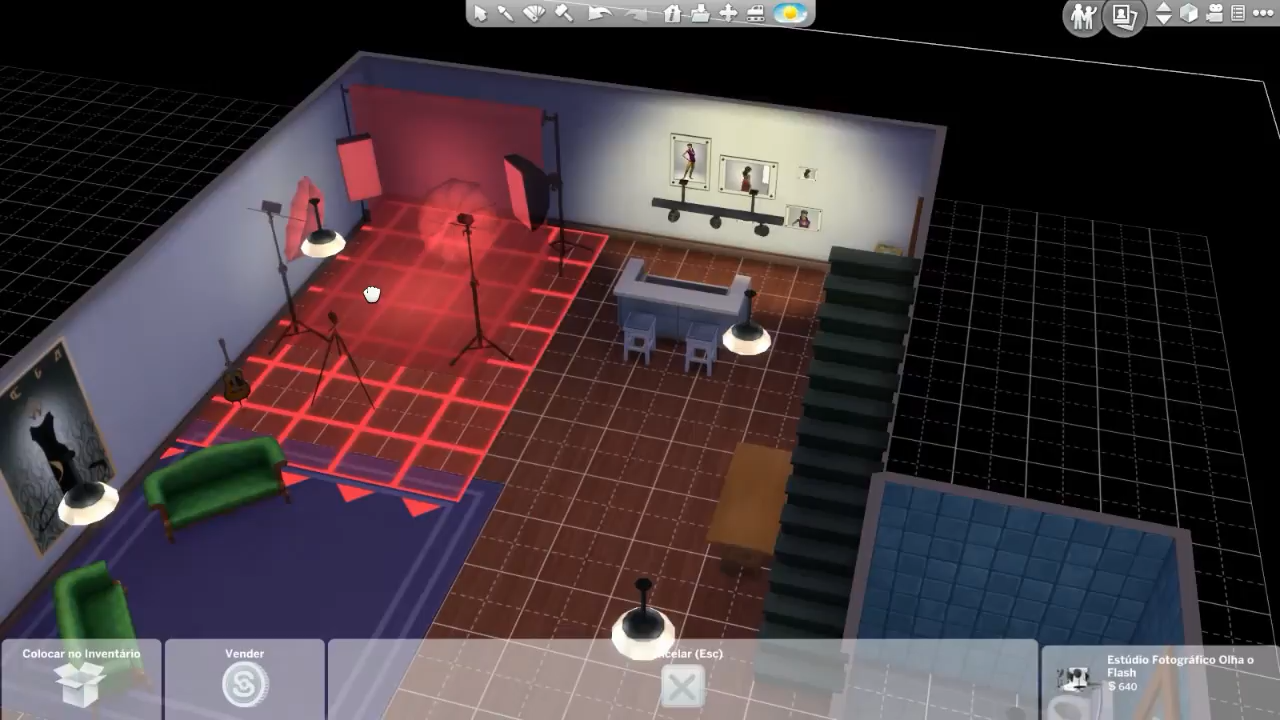 Colocar no Inventário
Vender
celar (Esc)
Estúdio Fotográfico Olha o
Flash
$ 640